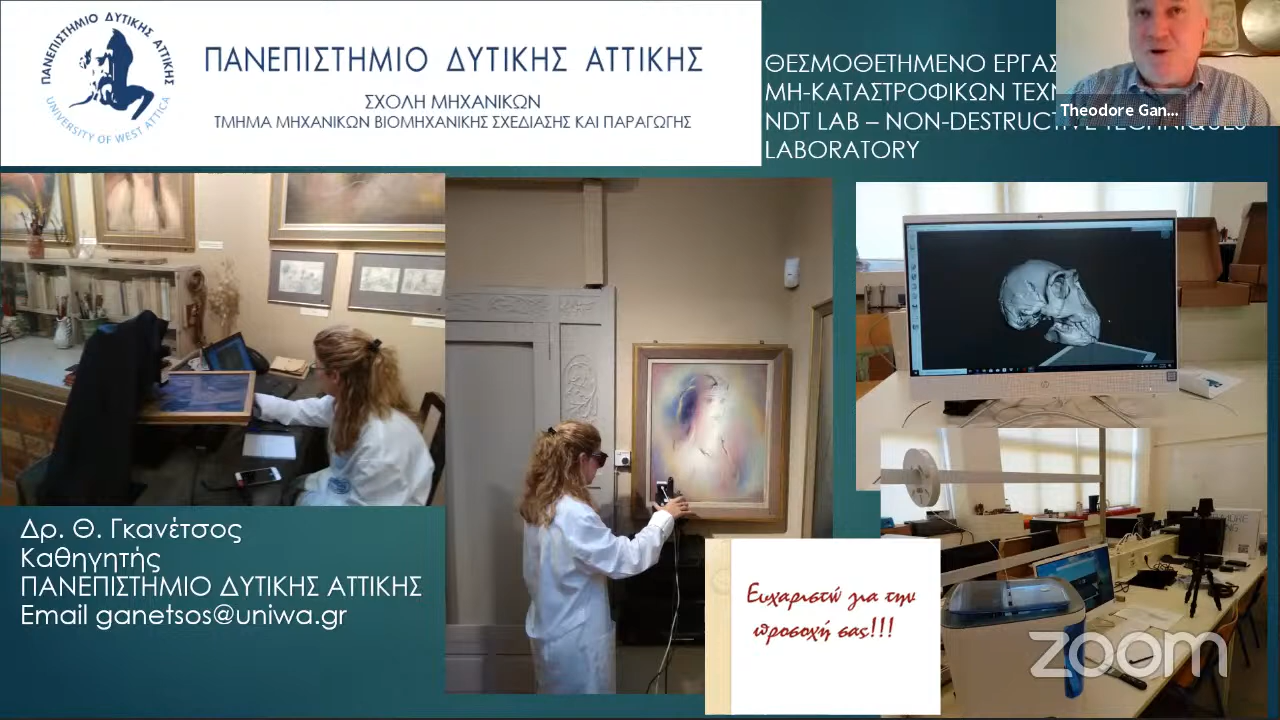 ΠΑΝΕΠΙΣΤΗΜΙΟ ΔΥΤΙΚΗΣ ΑΤΤΙΚΗΣ
UNIVERSITY OF WEST ATTICA
ΠΑΝΕΠΙΣΤΗΜΙΟ ΔΥΤΙΚΗΣ ΑΤΤΙΚΗΣ
ΣΧΟΛΗ ΜΗΧΑΝΙΚΩΝ
ΤΜΗΜΑ ΜΗΧΑΝΙΚΩΝ ΒΙΟΜΗΧΑΝΙΚΗΣ ΣΧΕΔΙΑΣΗΣ ΚΑΙ ΠΑΡΑΓΩΓΗΣ
ΘΕΣΜΟΘΕΤΗΜΕΝΟ
ΜΗ-ΚΑΤΑΣΤΡΟΦΙΚΩΝ
NDT LAB – NON-DESTRUCTIVE TECHNIQUES
LABORATORY
Theodore Gan...
Δρ. Θ. Γκανέτσος
Καθηγητής
ΠΑΝΕΠΙΣΤΗΜΙΟ ΔΥΤΙΚΗΣ ΑΤΤΙΚΗΣ
Email ganetsos@uniwa.gr
Ευχαριστώ για την
προσοχή σας!!!
zoom